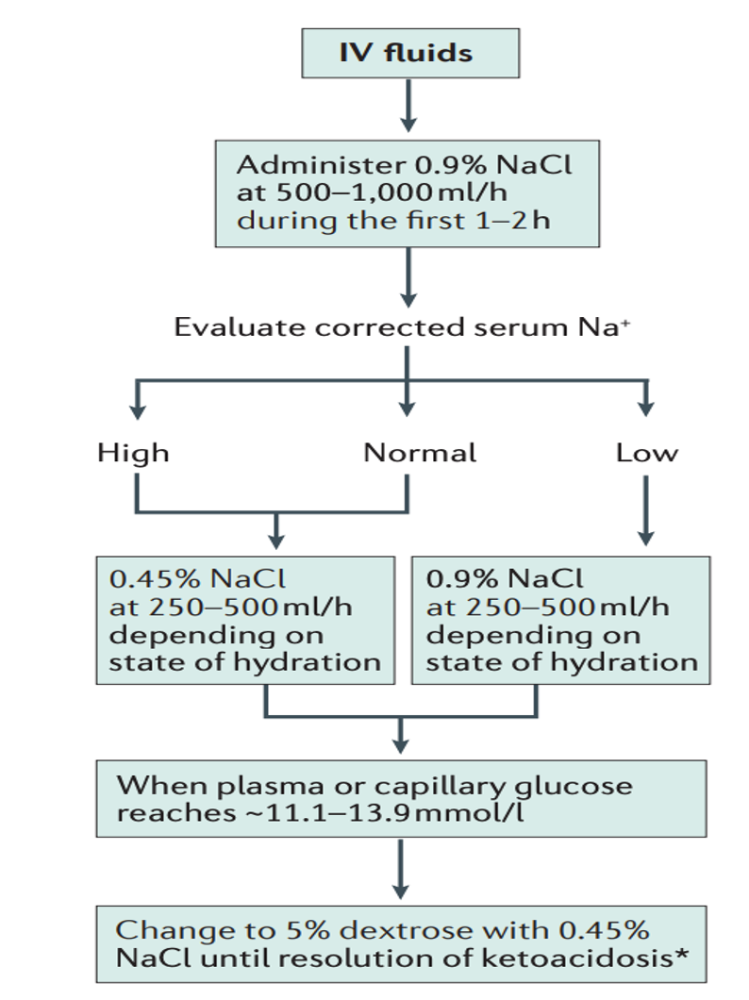 IV fluids
Administer 0.9% NaCl
at 500–1,000 ml/h
during the first 1–2 h
Evaluate corrected serum Na⁺
High
Normal
Low
0.45% NaCl
at 250–500 ml/h
depending on
state of hydration
0.9% NaCl
at 250–500 ml/h
depending on
state of hydration
When plasma or capillary glucose
reaches ~11.1–13.9 mmol/l
Change to 5% dextrose with 0.45%
NaCl until resolution of ketoacidosis*